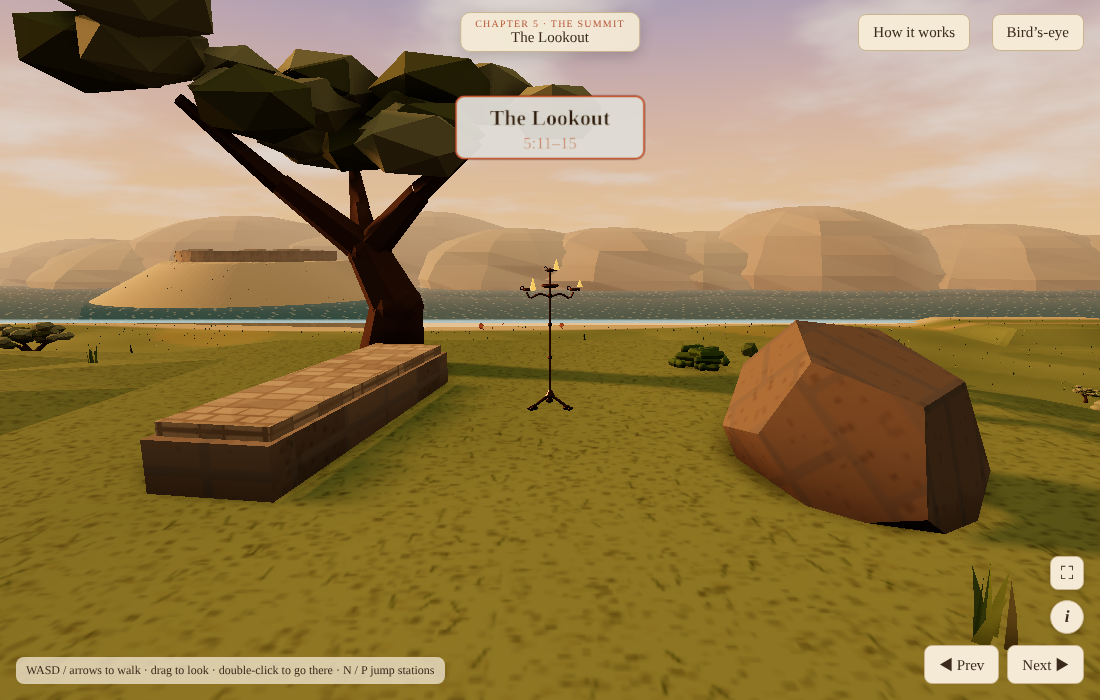 CHAPTER 5 · THE SUMMIT
The Lookout
How it works
Bird's-eye
The Lookout
5:11–15
i
WASD / arrows to walk · drag to look · double-click to go there · N / P jump stations
◀ Prev
Next ▶